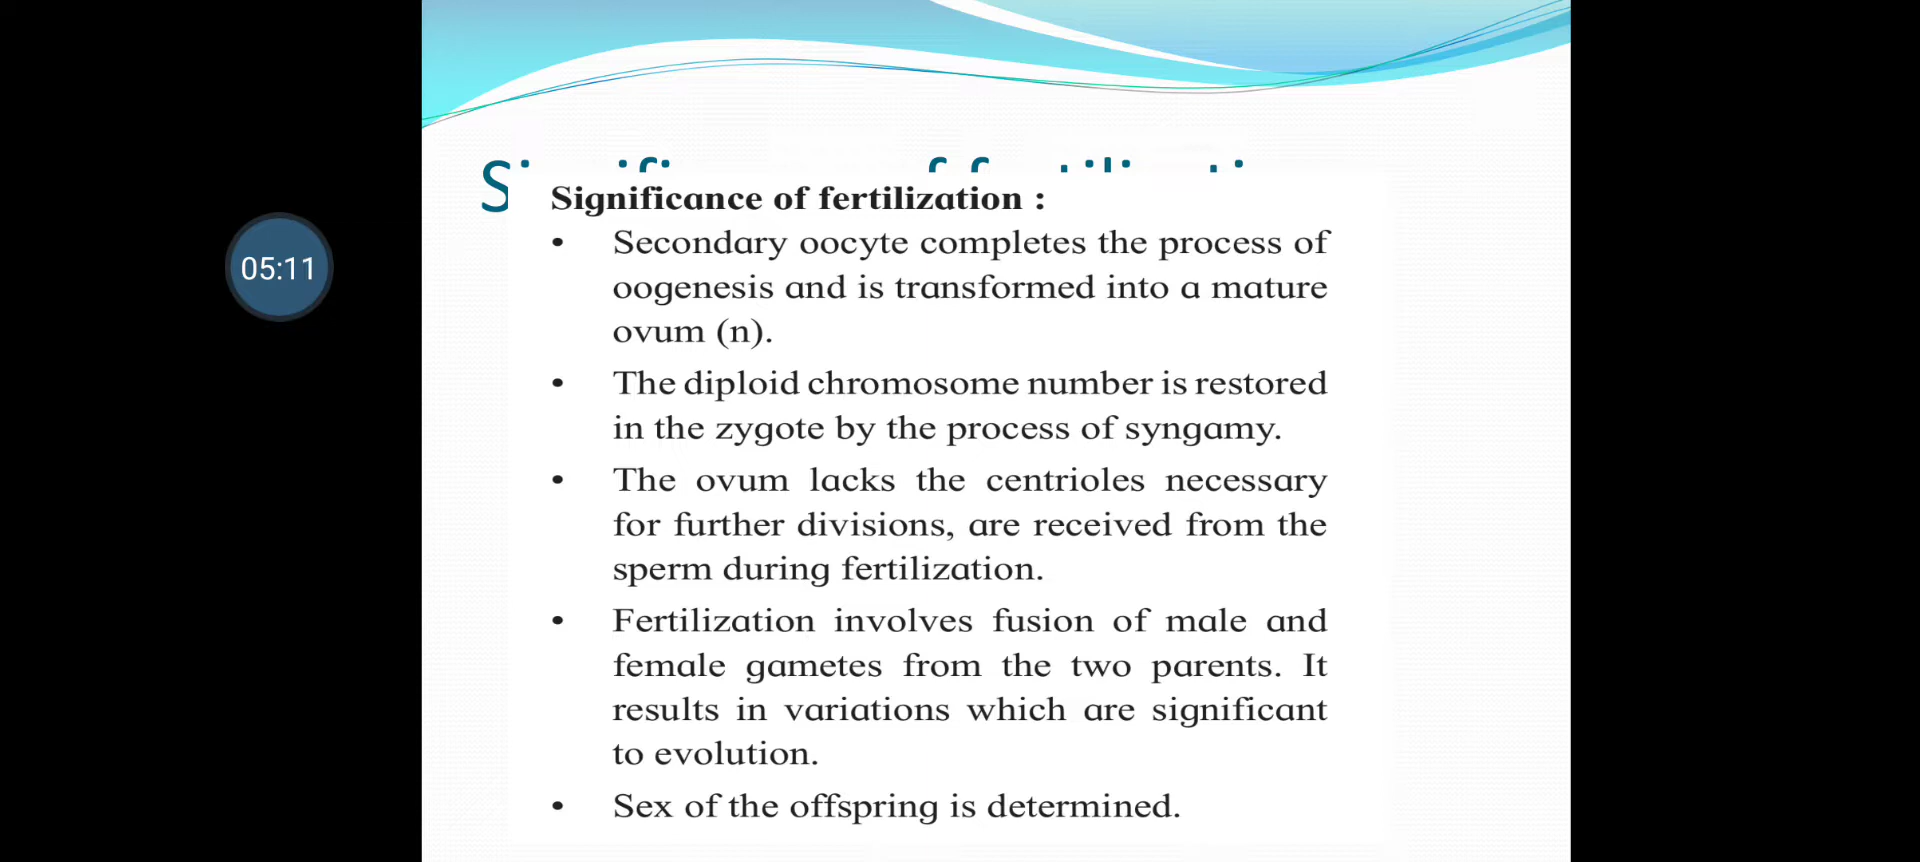 05:11
Significance of fertilization :
• Secondary oocyte completes the process of
oogenesis and is transformed into a mature
ovum (n).
• The diploid chromosome number is restored
in the zygote by the process of syngamy.
• The ovum lacks the centrioles necessary
for further divisions, are received from the
sperm during fertilization.
• Fertilization involves fusion of male and
female gametes from the two parents. It
results in variations which are significant
to evolution.
• Sex of the offspring is determined.